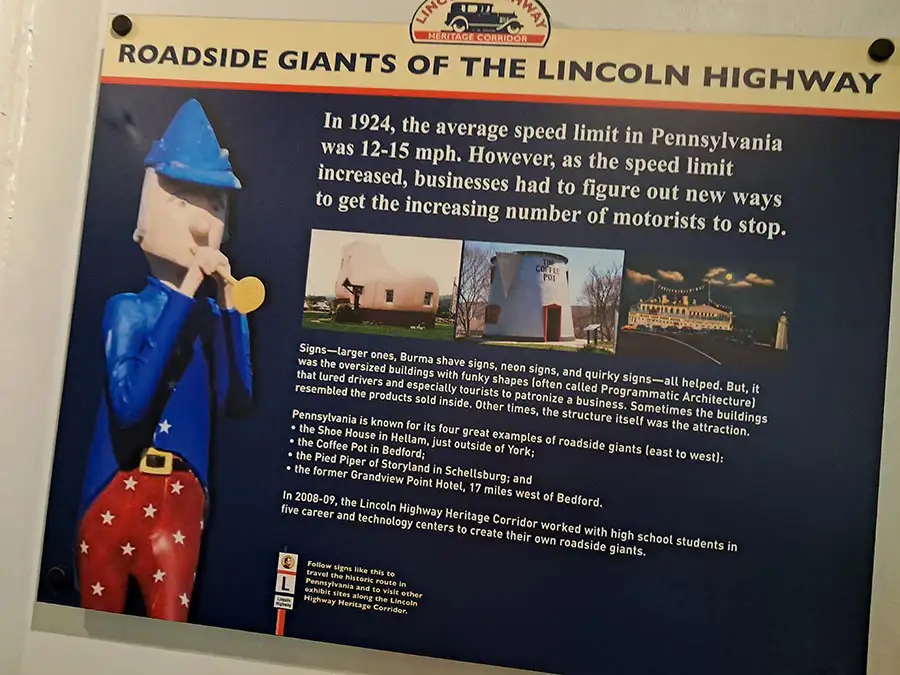 LINCOLN HIGHWAY
HERITAGE CORRIDOR
ROADSIDE GIANTS OF THE LINCOLN HIGHWAY
In 1924, the average speed limit in Pennsylvania
was 12-15 mph. However, as the speed limit
increased, businesses had to figure out new ways
to get the increasing number of motorists to stop.
THE
COFFEE
POT
Signs—larger ones, Burma shave signs, neon signs, and quirky signs—all helped. But, it
was the oversized buildings with funky shapes (often called Programmatic Architecture)
that lured drivers and especially tourists to patronize a business. Sometimes the buildings
resembled the products sold inside. Other times, the structure itself was the attraction.
Pennsylvania is known for its four great examples of roadside giants (east to west):
• the Shoe House in Hellam, just outside of York;
• the Coffee Pot in Bedford;
• the Pied Piper of Storyland in Schellsburg; and
• the former Grandview Point Hotel, 17 miles west of Bedford.
In 2008-09, the Lincoln Highway Heritage Corridor worked with high school students in
five career and technology centers to create their own roadside giants.
L
Lincoln
Highway
Follow signs like this to
travel the historic route in
Pennsylvania and to visit other
exhibit sites along the Lincoln
Highway Heritage Corridor.